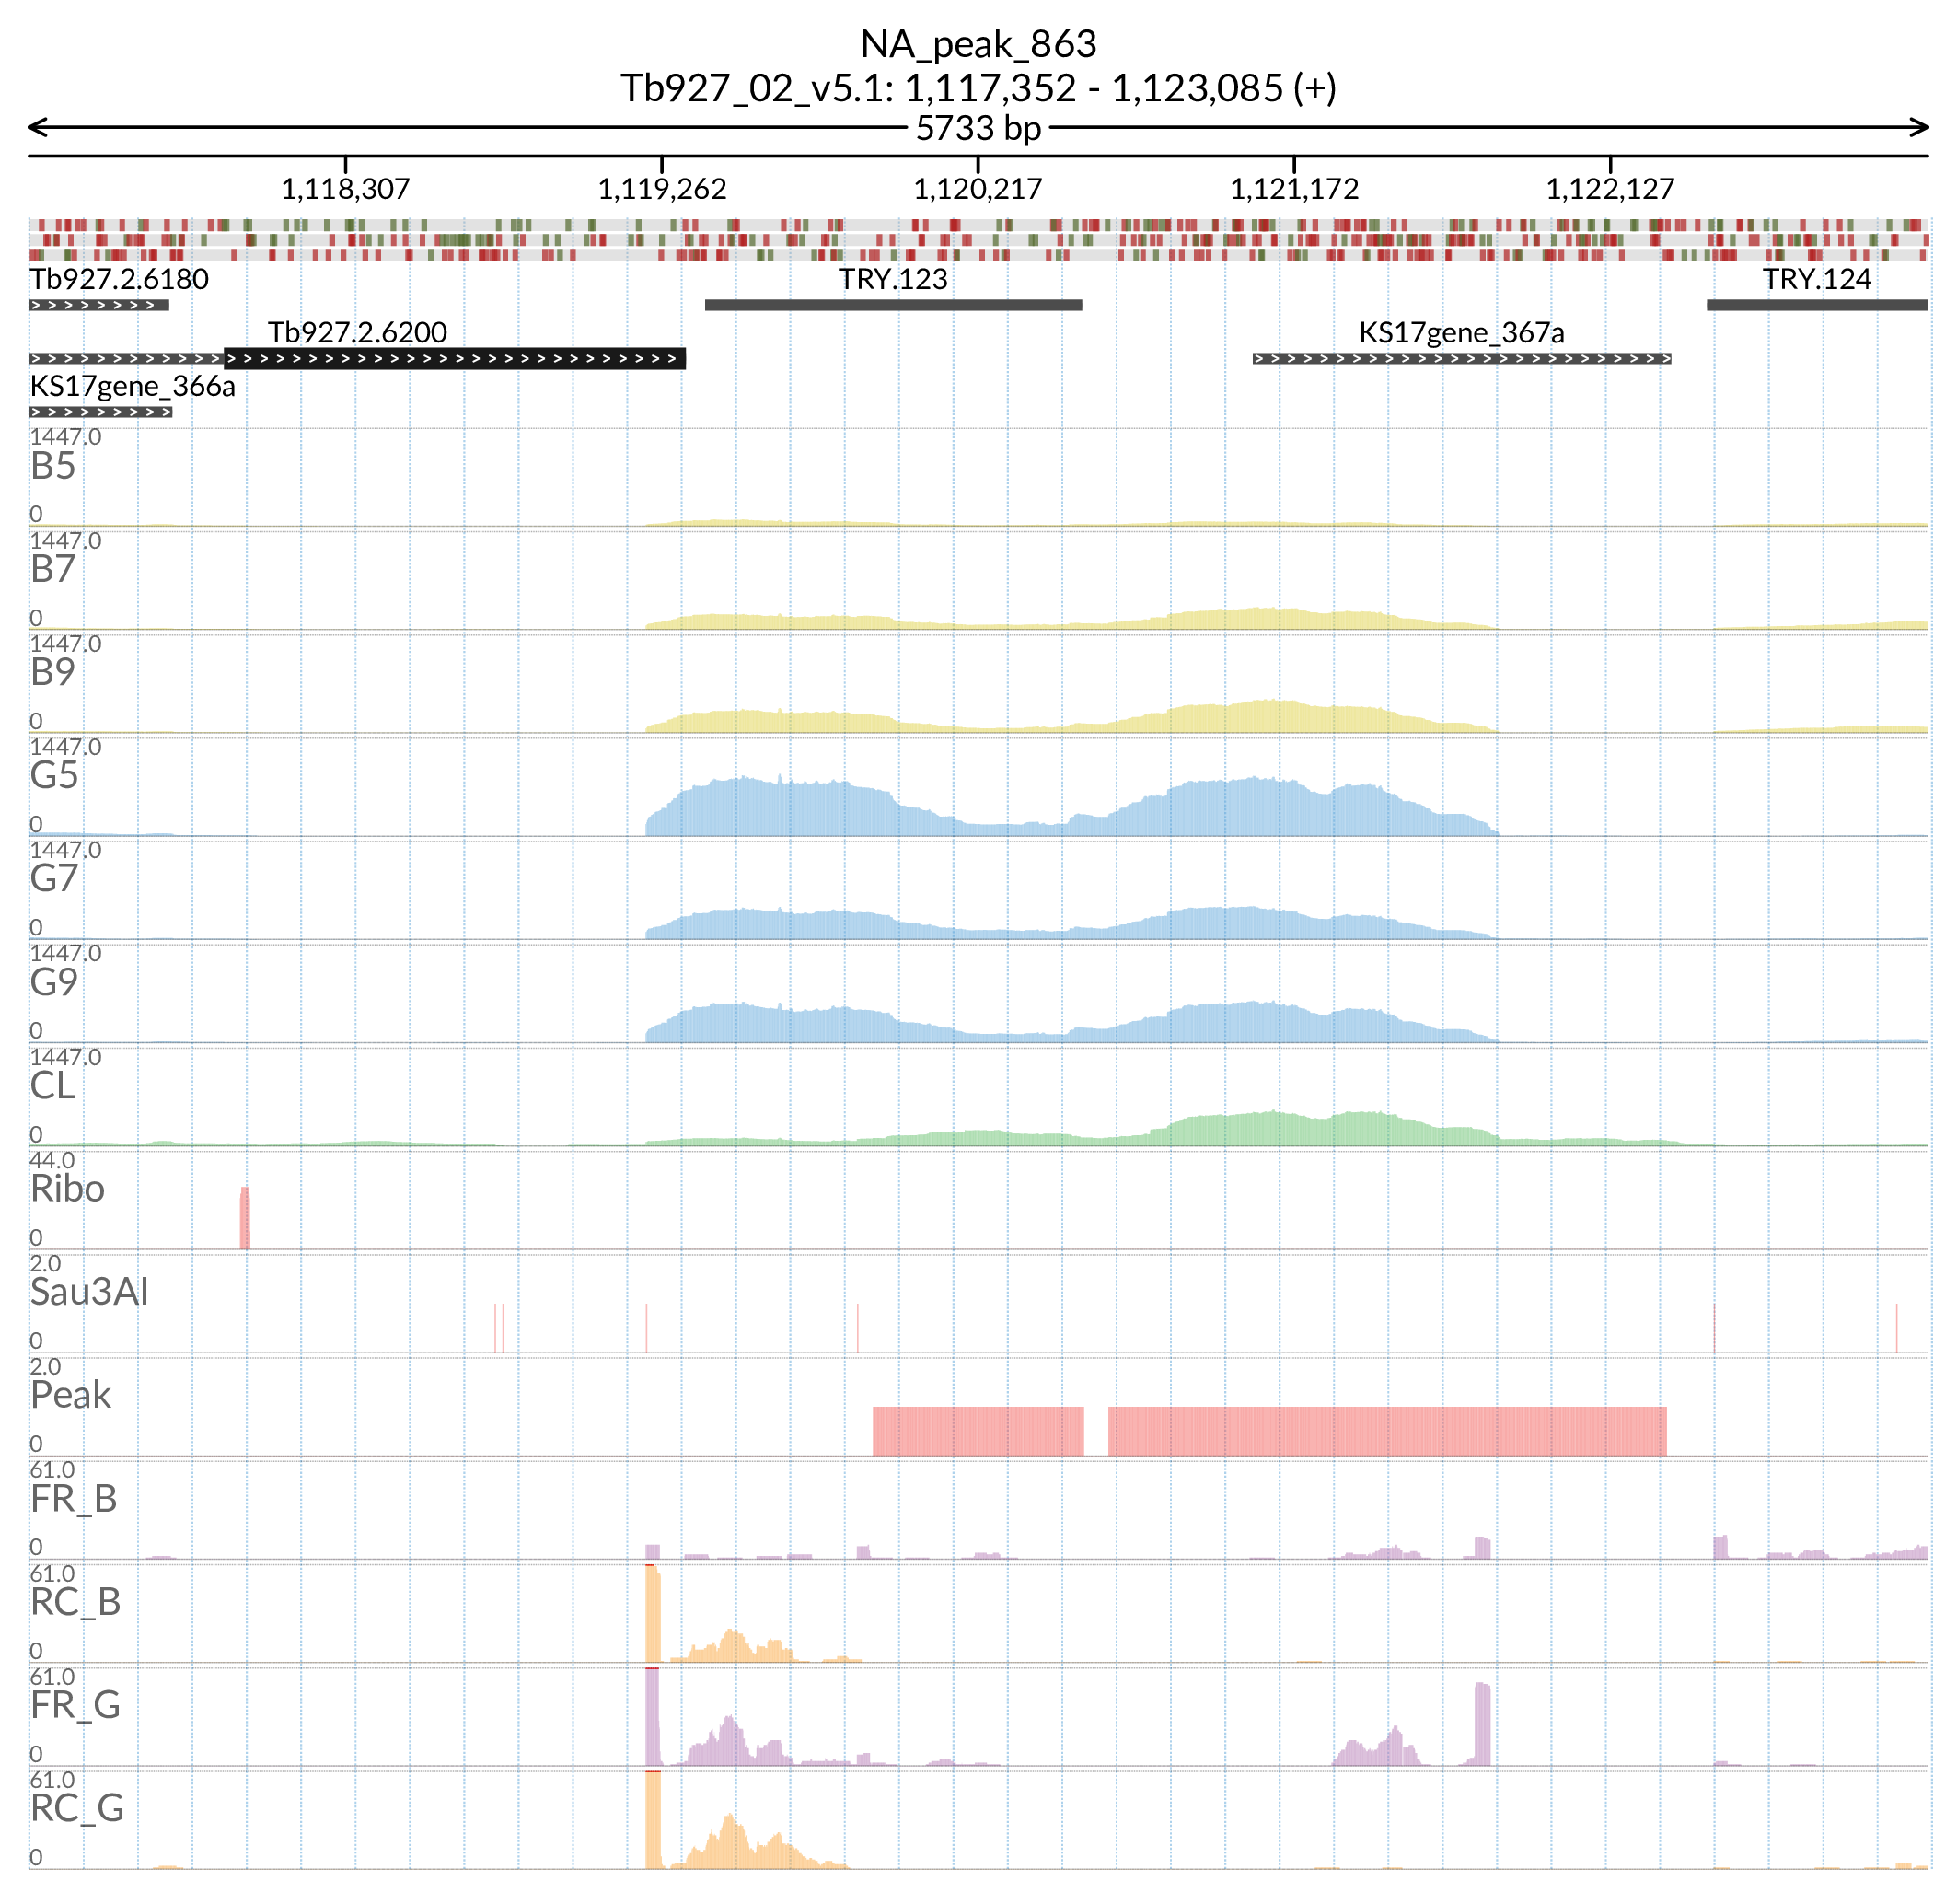 NA_peak_863
Tb927_02_v5.1: 1,117,352 - 1,123,085 (+)
5733 bp
1,118,307 1,119,262 1,120,217 1,121,172 1,122,127
Tb927.2.6180 TRY.123 TRY.124
Tb927.2.6200 KS17gene_367a
KS17gene_366a
1447.0
B5
0
1447.0
B7
0
1447.0
B9
0
1447.0
G5
0
1447.0
G7
0
1447.0
G9
0
1447.0
CL
0
44.0
Ribo
0
2.0
Sau3AI
0
2.0
Peak
0
61.0
FR_B
0
61.0
RC_B
0
61.0
FR_G
0
61.0
RC_G
0